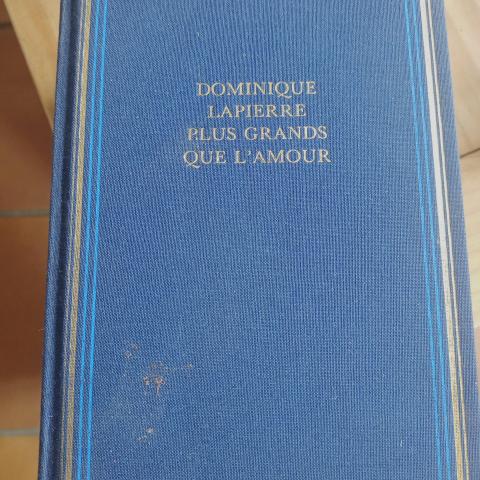 DOMINIQUE
LAPIERRE
PLUS GRANDS
QUE L'AMOUR